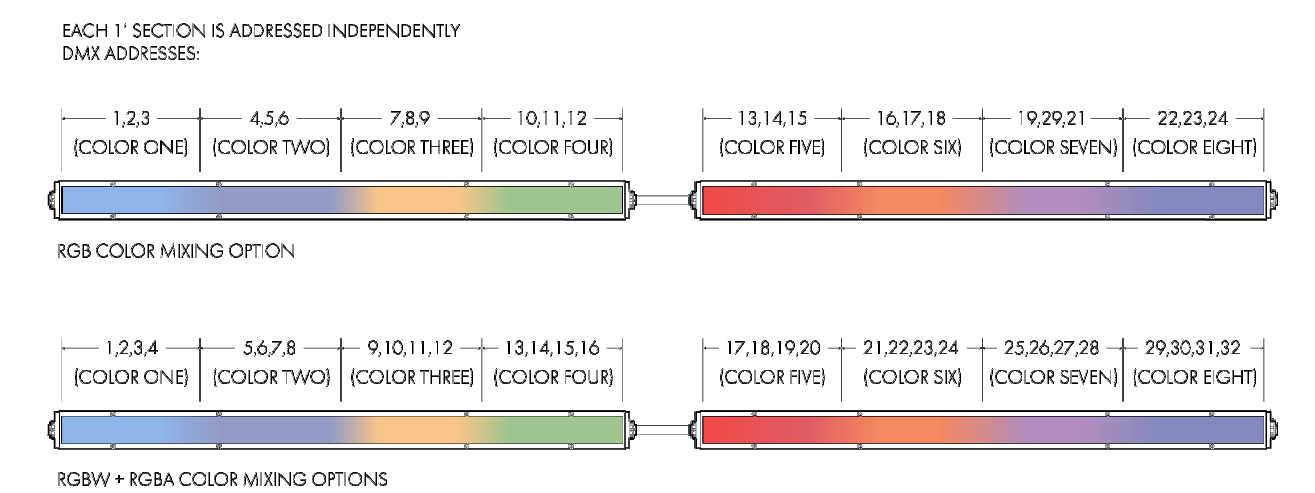 EACH 1' SECTION IS ADDRESSED INDEPENDENTLY
DMX ADDRESSES:
1,2,3 4,5,6 7,8,9 10,11,12 13,14,15 16,17,18 19,29,21 22,23,24
(COLOR ONE) (COLOR TWO) (COLOR THREE) (COLOR FOUR) (COLOR FIVE) (COLOR SIX) (COLOR SEVEN) (COLOR EIGHT)
RGB COLOR MIXING OPTION
1,2,3,4 5,6,7,8 9,10,11,12 13,14,15,16 17,18,19,20 21,22,23,24 25,26,27,28 29,30,31,32
(COLOR ONE) (COLOR TWO) (COLOR THREE) (COLOR FOUR) (COLOR FIVE) (COLOR SIX) (COLOR SEVEN) (COLOR EIGHT)
RGBW + RGBA COLOR MIXING OPTIONS